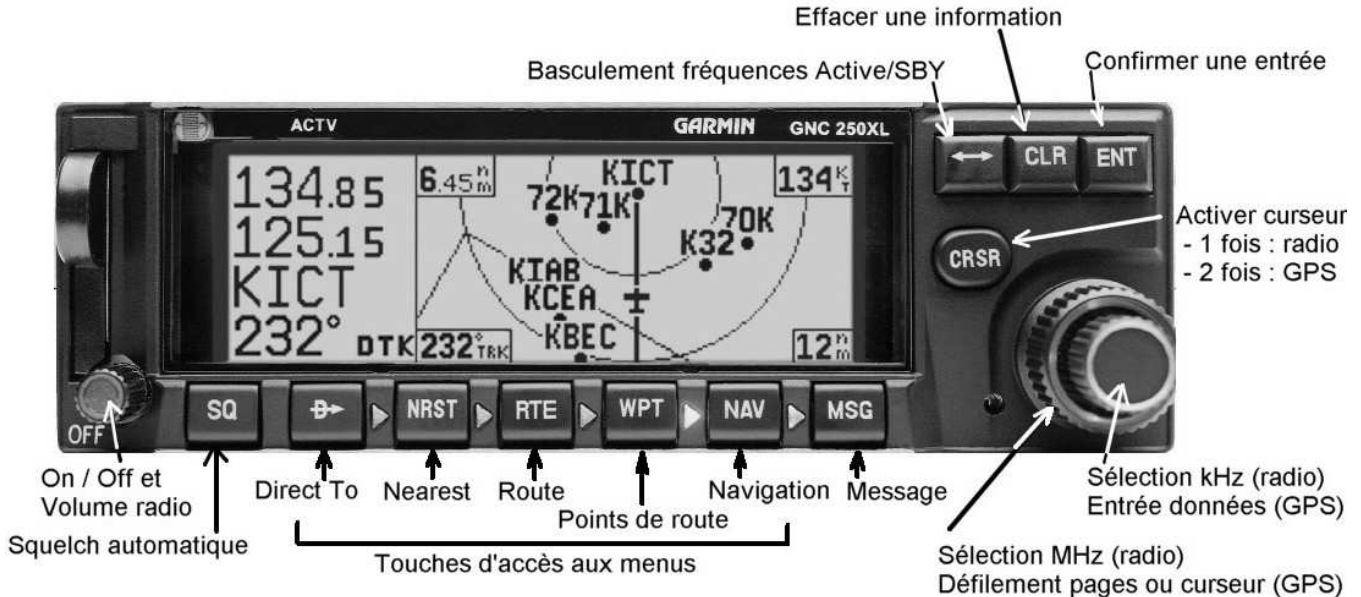 Effacer une information
Basculement fréquences Active/SBY
Confirmer une entrée
ACTV
GARMIN GNC 250XL
CLR ENT
134.85
125.15
KICT
232° DTK
6.45 nm
KICT
134 KT
72K 71K
70K
K32
KIAB
KCEA
KBEC
232° TRK
12 nm
CRSR
Activer curseur
- 1 fois : radio
- 2 fois : GPS
OFF
SQ D NRST RTE WPT NAV MSG
On / Off et
Volume radio
Squelch automatique
Direct To Nearest Route
Points de route
Navigation Message
Touches d'accès aux menus
Sélection kHz (radio)
Entrée données (GPS)
Sélection MHz (radio)
Défilement pages ou curseur (GPS)